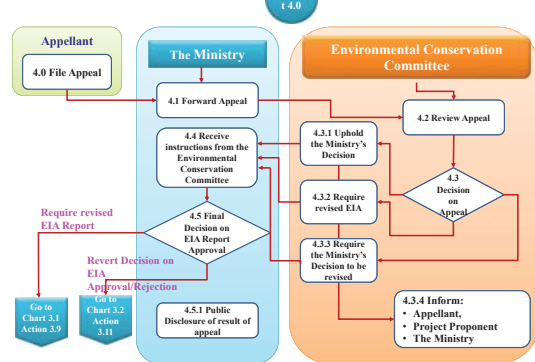 t 4.0
Appellant
The Ministry
Environmental Conservation
Committee
4.0 File Appeal
4.1 Forward Appeal
4.2 Review Appeal
4.3.1 Uphold
the Ministry's
Decision
4.4 Receive
instructions from the
Environmental
Conservation
Committee
4.3
Decision
on
Appeal
4.3.2 Require
revised EIA
4.5 Final
Decision on
EIA Report
Approval
Require revised
EIA Report
4.3.3 Require
the Ministry's
Decision to be
revised
Revert Decision on
EIA
Approval/Rejection
Go to
Chart 3.1
Action 3.9
Go to
Chart 3.2
Action
3.11
4.5.1 Public
Disclosure of result of
appeal
4.3.4 Inform:
• Appellant,
• Project Proponent
• The Ministry